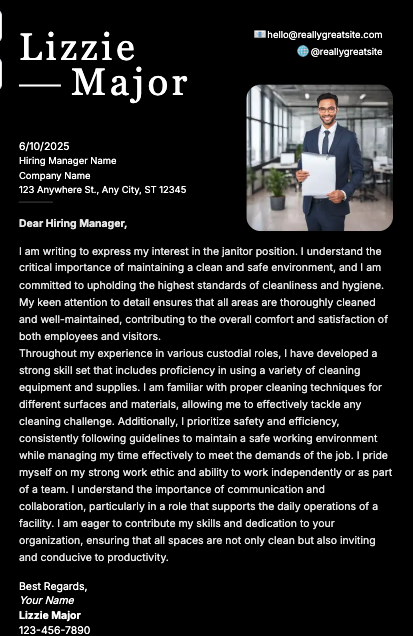 Lizzie
— Major
hello@reallygreatsite.com
@reallygreatsite
6/10/2025
Hiring Manager Name
Company Name
123 Anywhere St., Any City, ST 12345
Dear Hiring Manager,
I am writing to express my interest in the janitor position. I understand the
critical importance of maintaining a clean and safe environment, and I am
committed to upholding the highest standards of cleanliness and hygiene.
My keen attention to detail ensures that all areas are thoroughly cleaned
and well-maintained, contributing to the overall comfort and satisfaction of
both employees and visitors.
Throughout my experience in various custodial roles, I have developed a
strong skill set that includes proficiency in using a variety of cleaning
equipment and supplies. I am familiar with proper cleaning techniques for
different surfaces and materials, allowing me to effectively tackle any
cleaning challenge. Additionally, I prioritize safety and efficiency,
consistently following guidelines to maintain a safe working environment
while managing my time effectively to meet the demands of the job. I pride
myself on my strong work ethic and ability to work independently or as part
of a team. I understand the importance of communication and
collaboration, particularly in a role that supports the daily operations of a
facility. I am eager to contribute my skills and dedication to your
organization, ensuring that all spaces are not only clean but also inviting
and conducive to productivity.
Best Regards,
Your Name
Lizzie Major
123-456-7890